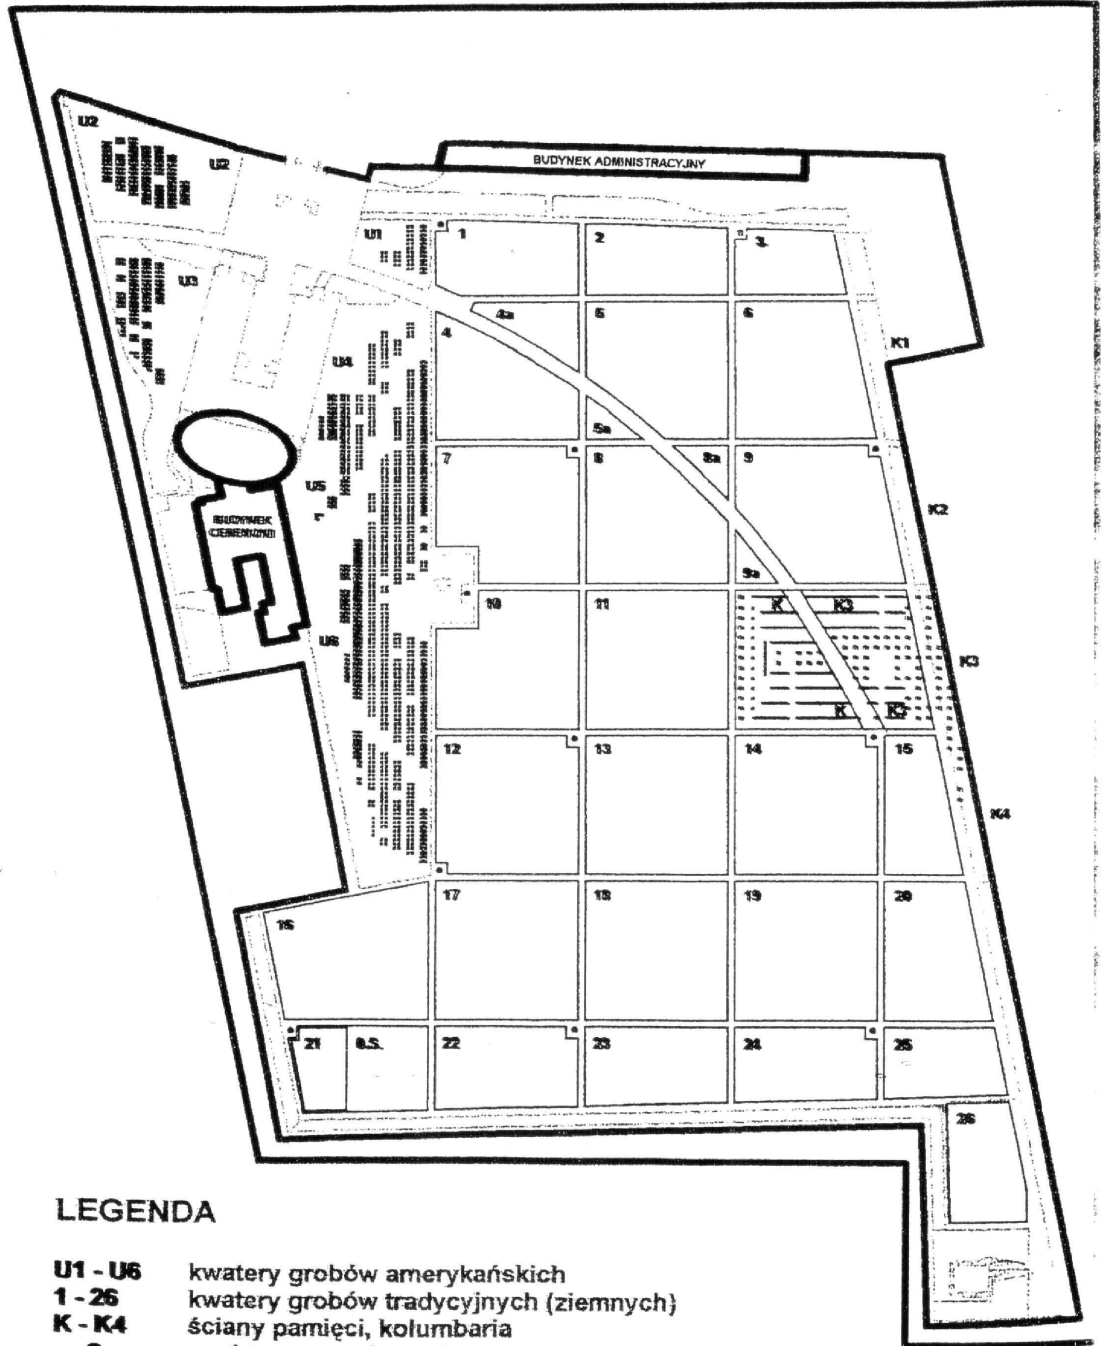 U2
U2
BUDYNEK ADMINISTRACYJNY
U1
1
2
3
U3
4a
5
6
4
K1
U4
5a
7
8
8a
9
U5
1
K2
BUDYNEK
CEREMONII
9a
10
11
K
K3
U6
K3
K
K3
12
13
14
15
K4
16
17
18
19
20
21
B.S.
22
23
24
25
26
LEGENDA
U1 - U6 kwatery grobów amerykańskich
1 - 26 kwatery grobów tradycyjnych (ziemnych)
K - K4 ściany pamięci, kolumbaria